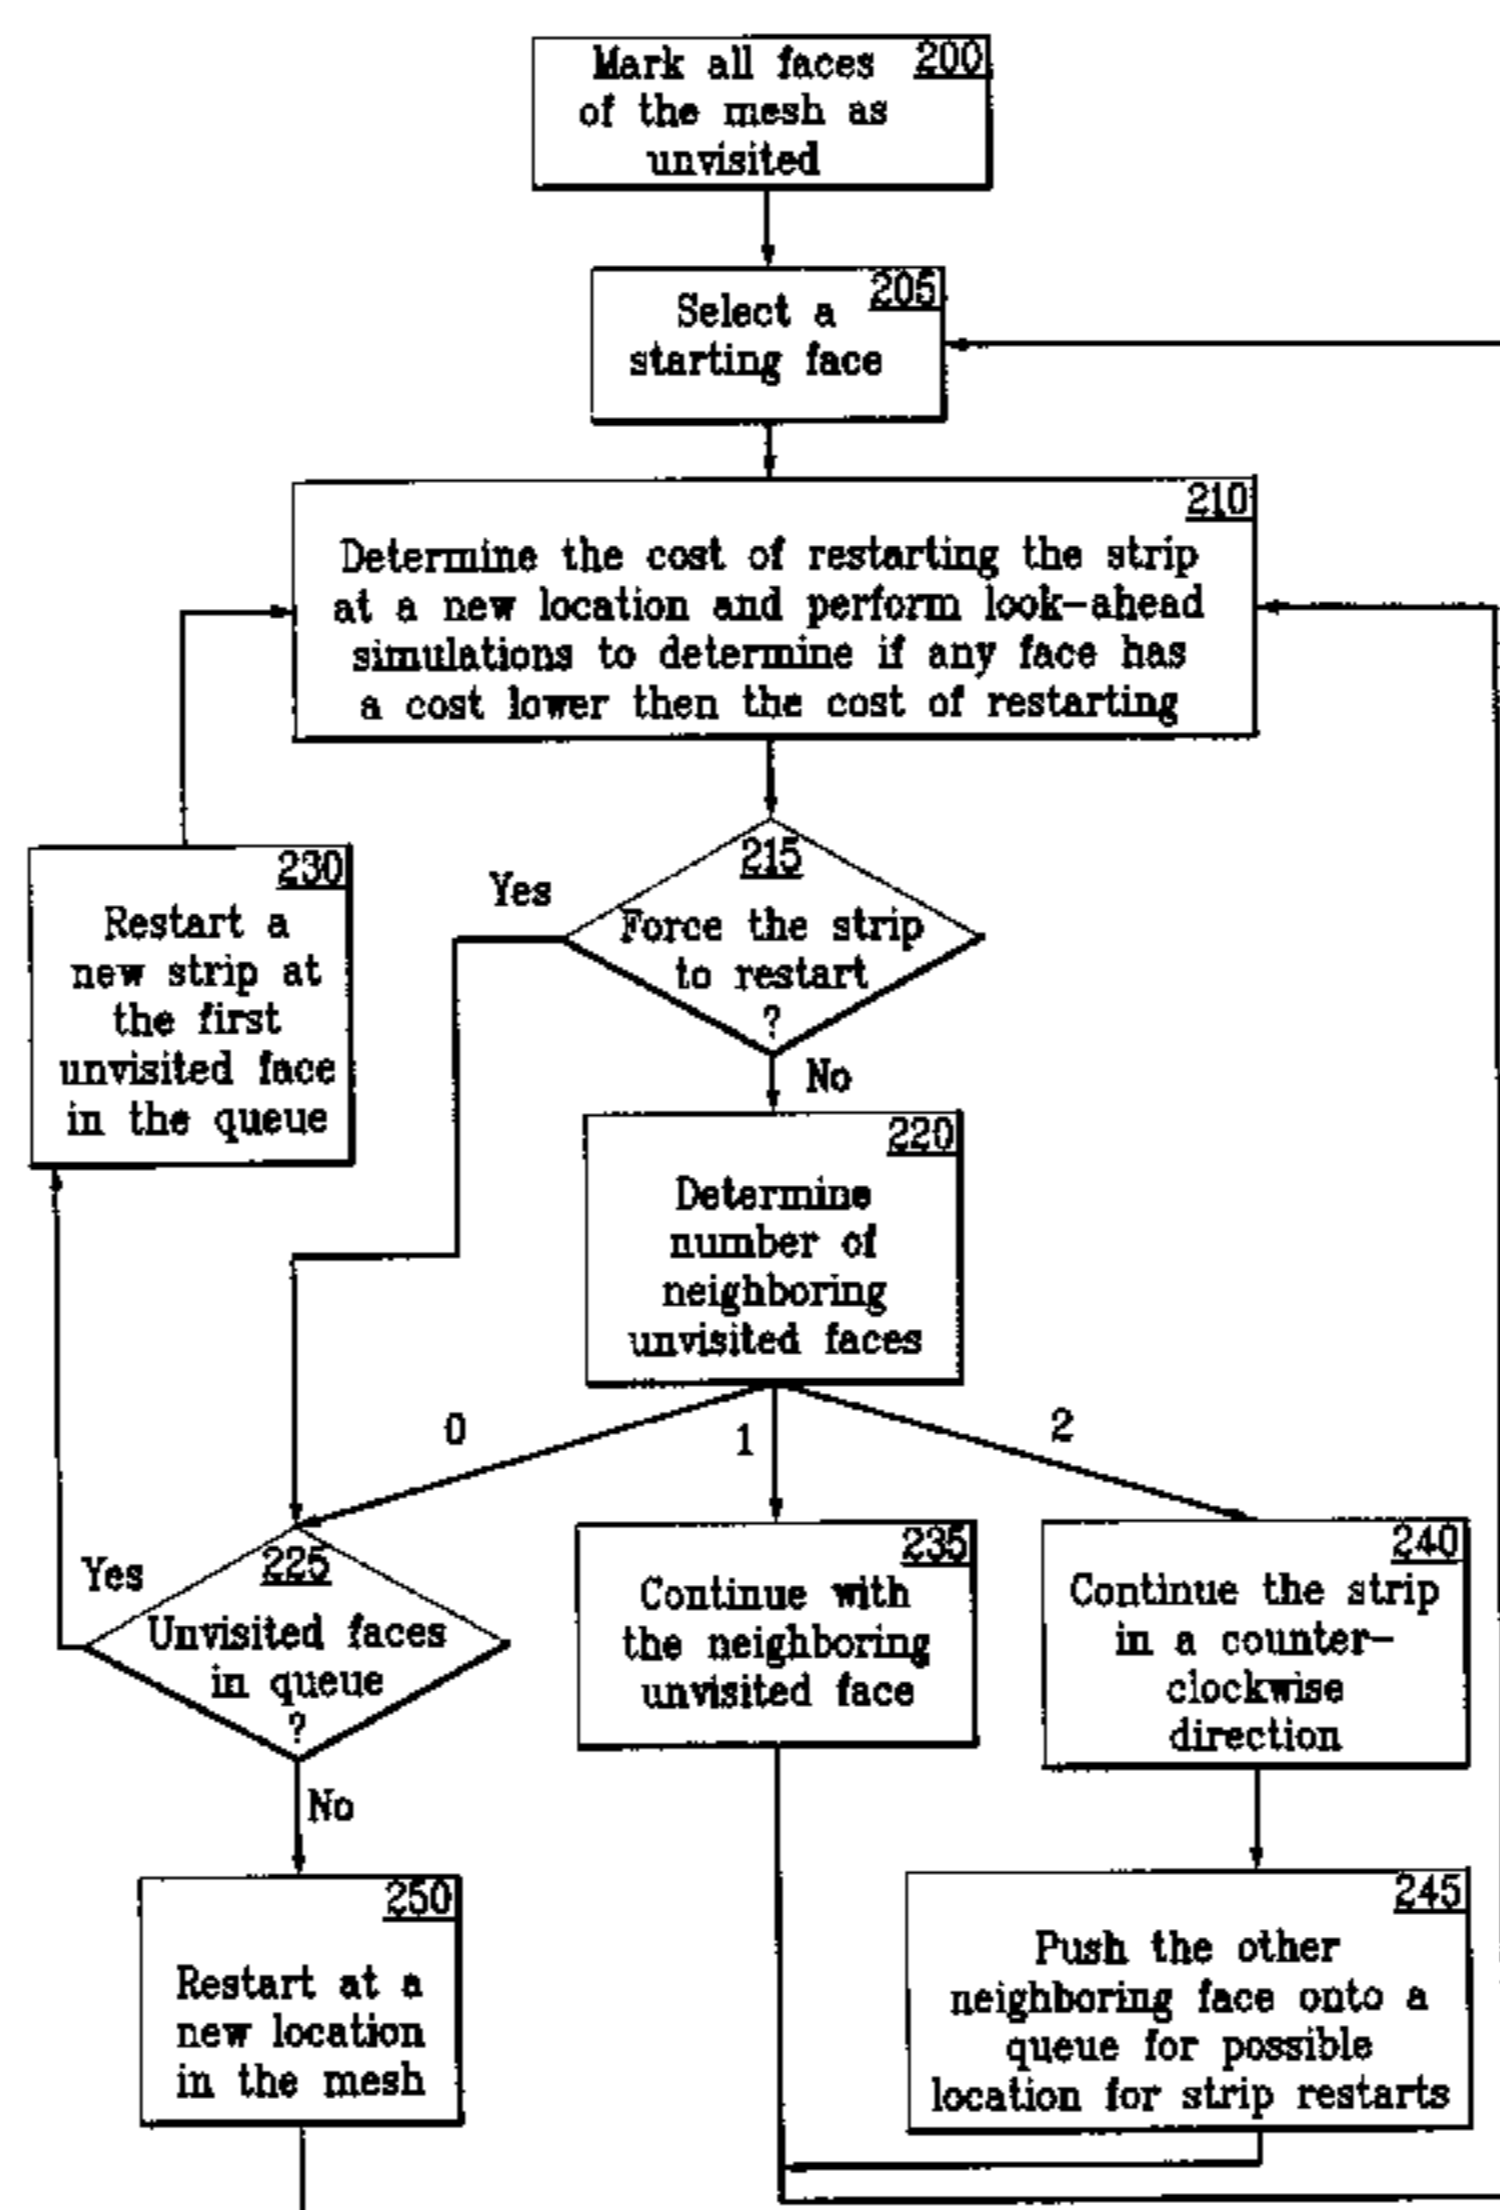 200
Mark all faces
of the mesh as
unvisited
205
Select a
starting face
210
Determine the cost of restarting the strip
at a new location and perform look-ahead
simulations to determine if any face has
a cost lower then the cost of restarting
215
Force the strip
to restart
?
Yes
No
230
Restart a
new strip at
the first
unvisited face
in the queue
220
Determine
number of
neighboring
unvisited faces
0
1
2
225
Unvisited faces
in queue
?
Yes
No
235
Continue with
the neighboring
unvisited face
240
Continue the strip
in a counter-
clockwise
direction
250
Restart at a
new location
in the mesh
245
Push the other
neighboring face onto a
queue for possible
location for strip restarts